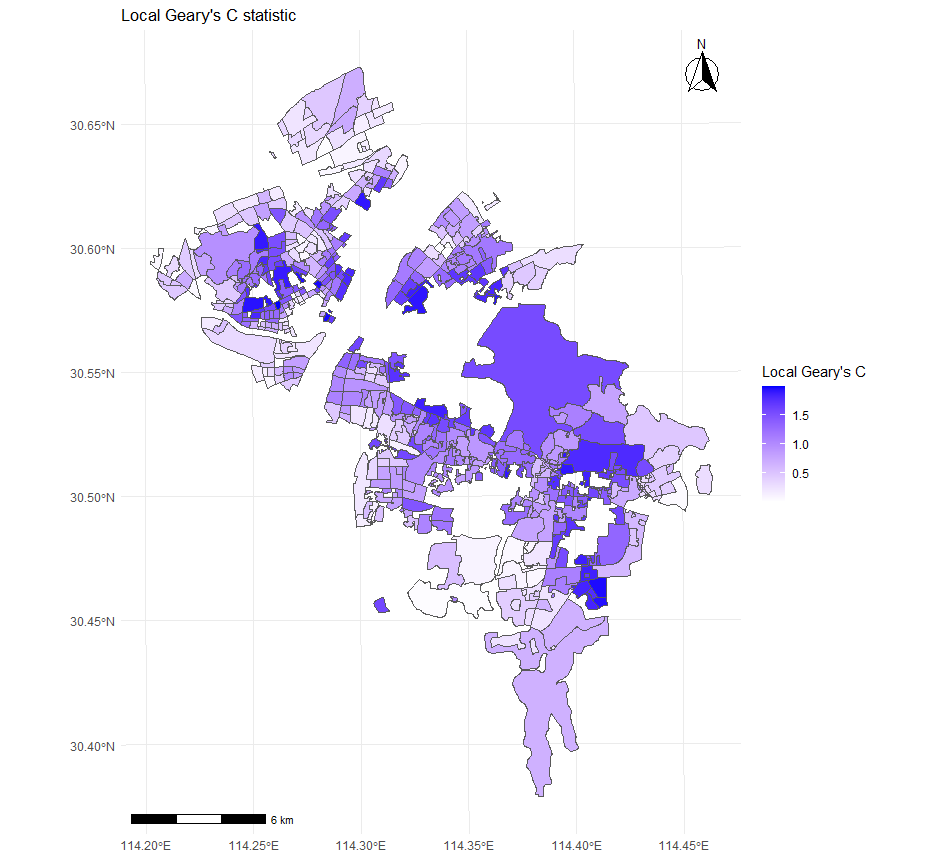 Local Geary's C statistic
N
30.65°N
30.60°N
30.55°N
30.50°N
30.45°N
30.40°N
Local Geary's C
1.5
1.0
0.5
6 km
114.20°E 114.25°E 114.30°E 114.35°E 114.40°E 114.45°E